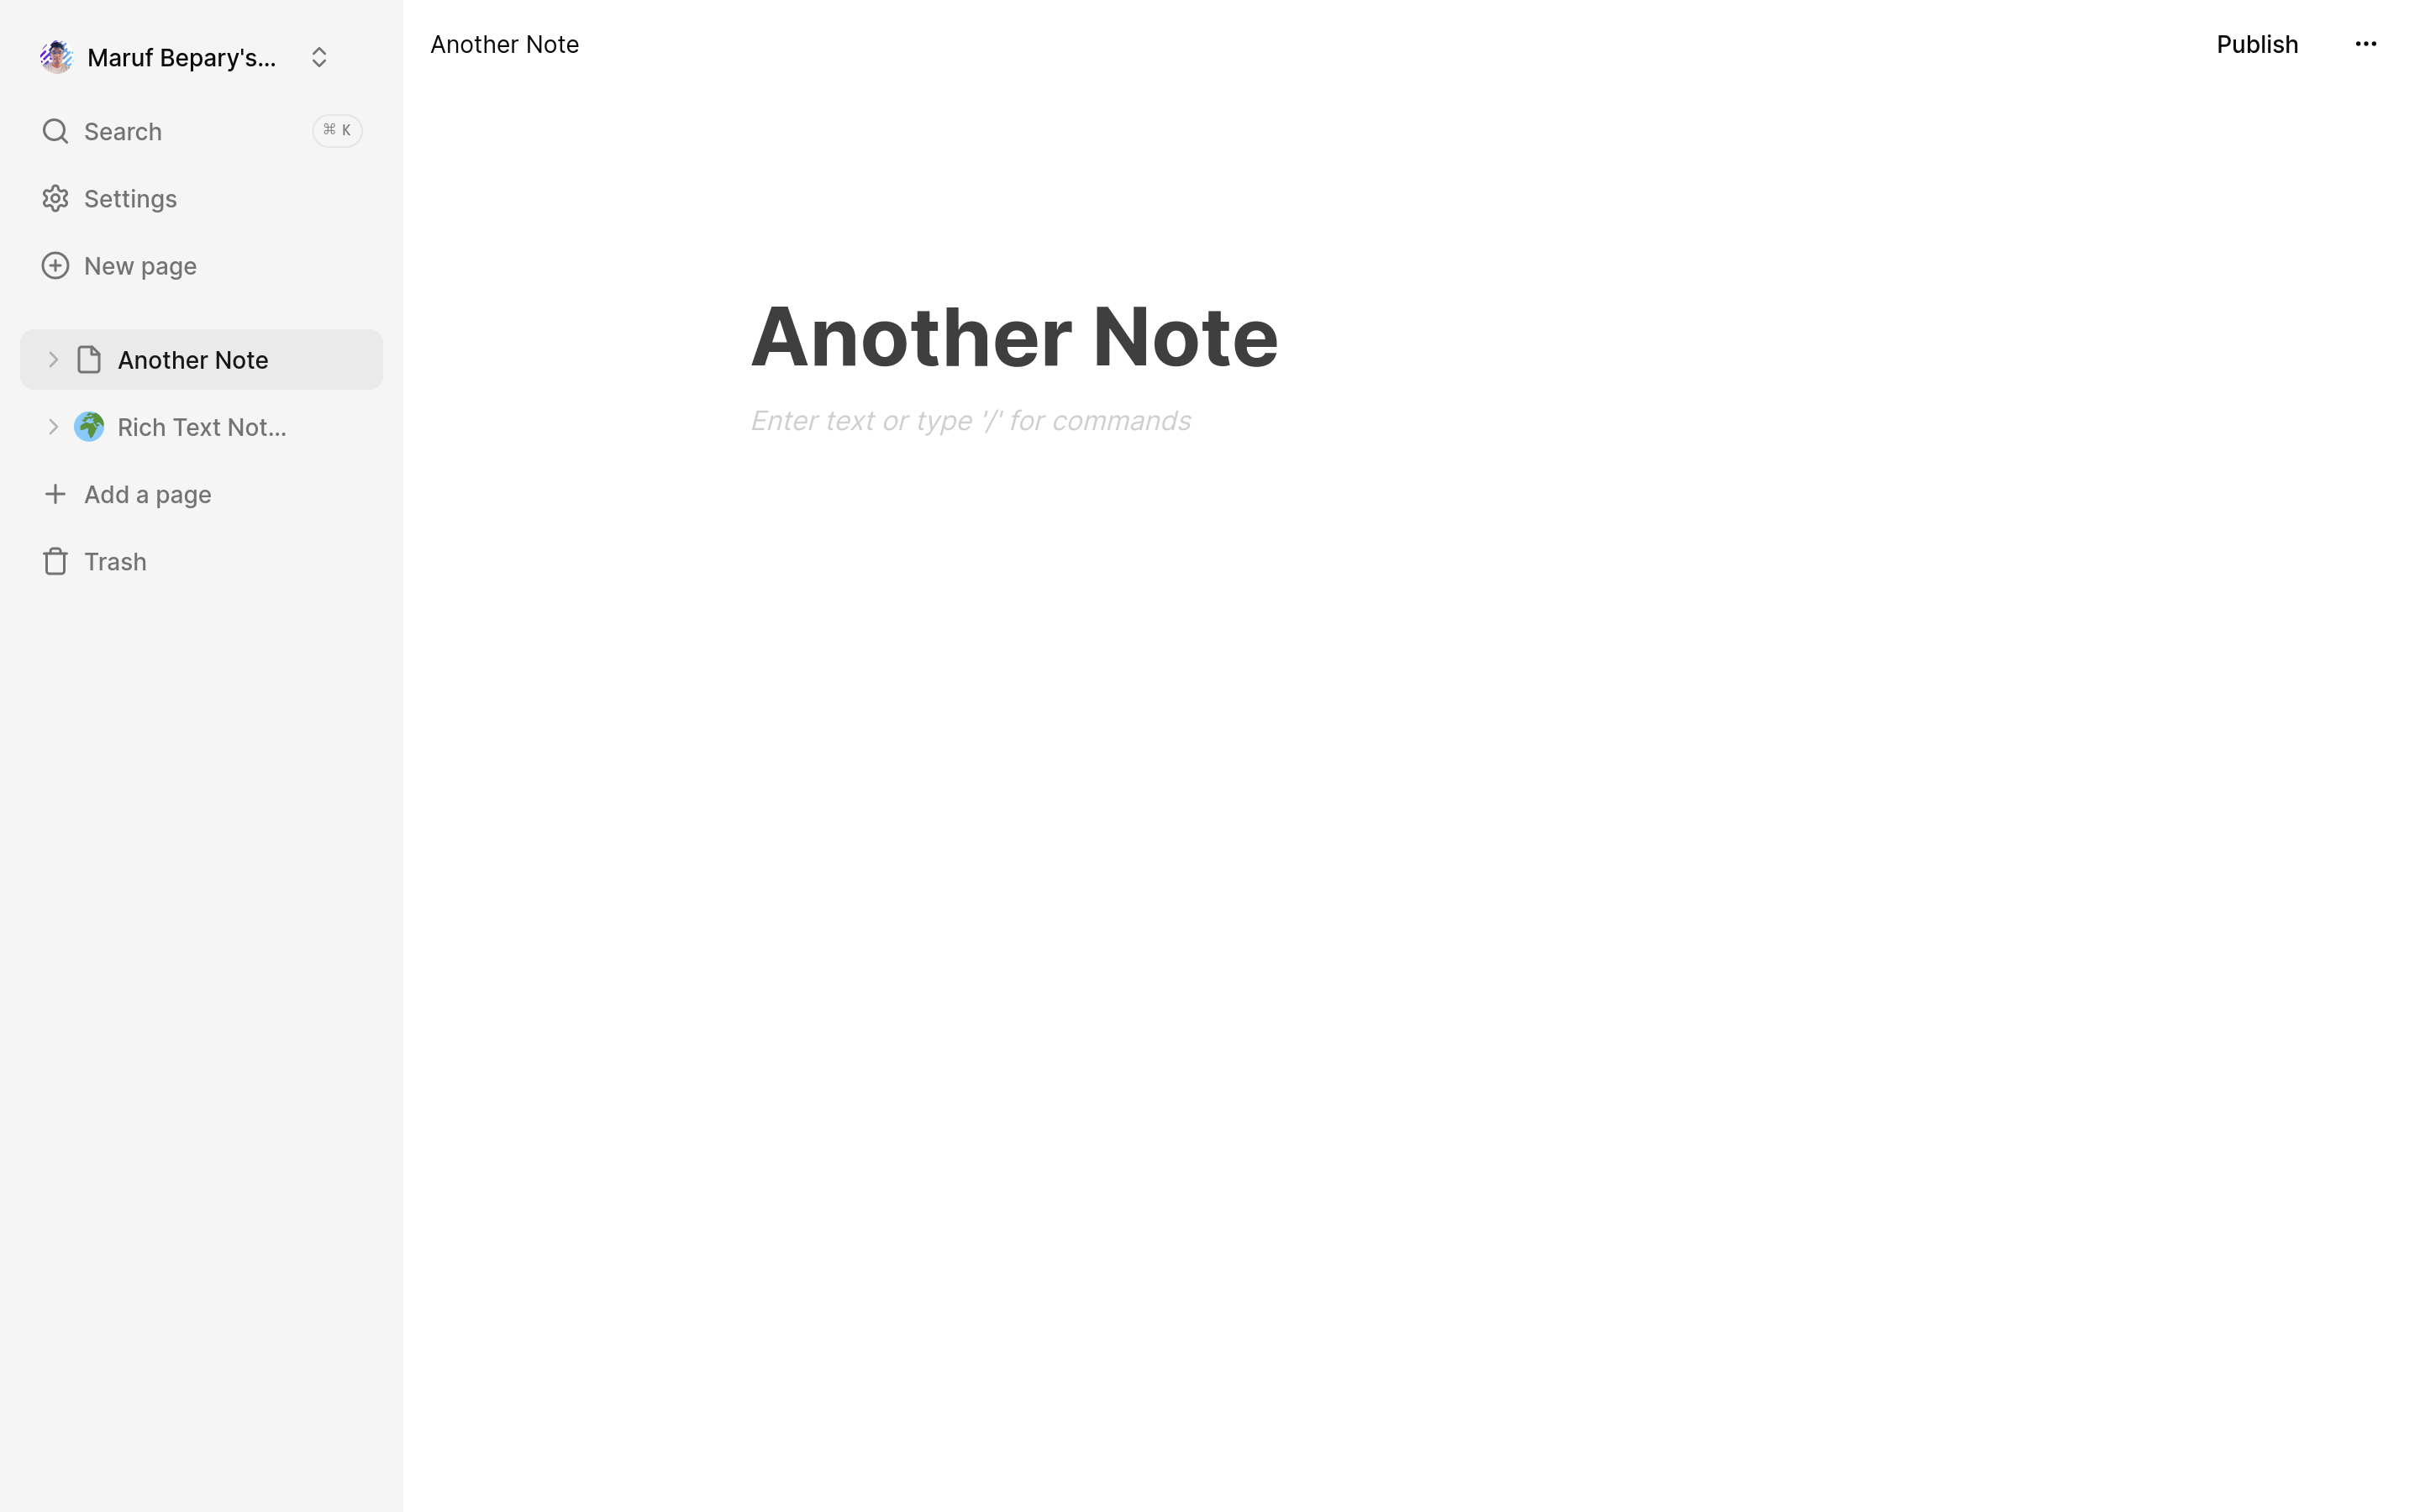 Maruf Bepary's...
Search
⌘ K
Settings
New page
Another Note
Rich Text Not...
Add a page
Trash
Another Note
Publish
Another Note
Enter text or type '/' for commands